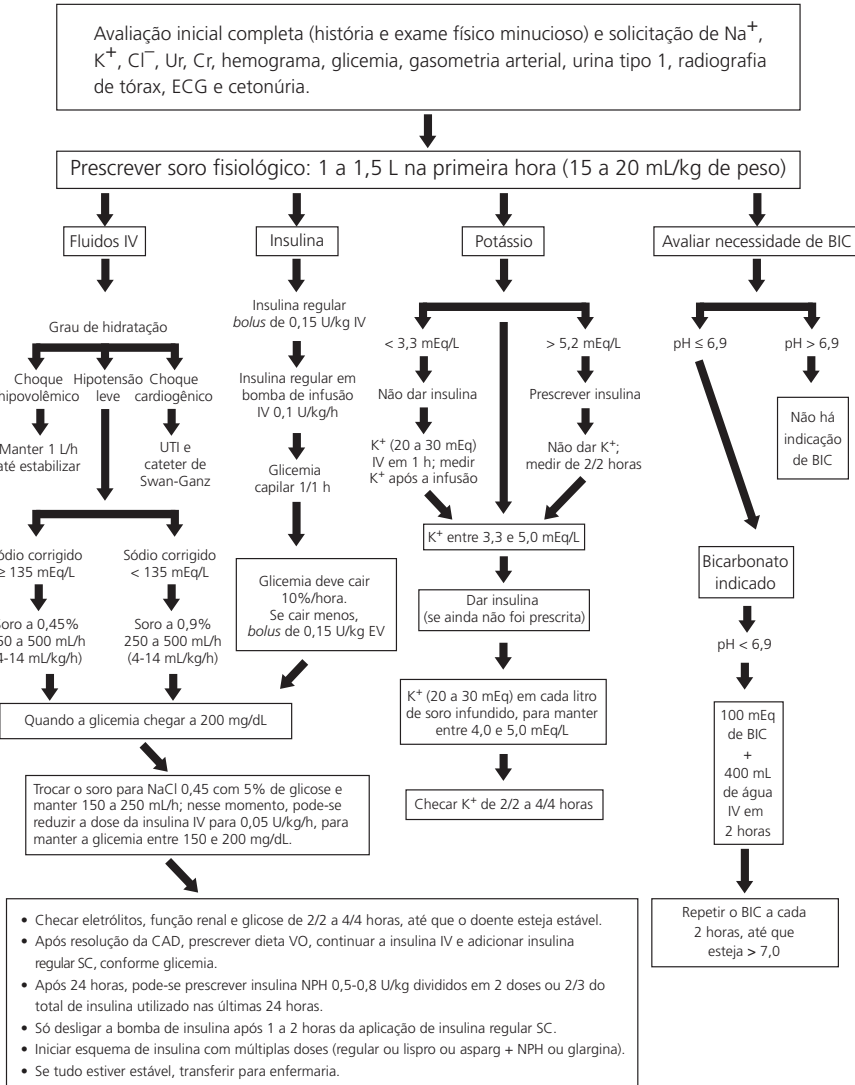 Avaliação inicial completa (história e exame físico minucioso) e solicitação de Na+,
K+, Cl−, Ur, Cr, hemograma, glicemia, gasometria arterial, urina tipo 1, radiografia
de tórax, ECG e cetonúria.
Prescrever soro fisiológico: 1 a 1,5 L na primeira hora (15 a 20 mL/kg de peso)
Fluidos IV
Grau de hidratação
Choque
hipovolêmico
Hipotensão
leve
Choque
cardiogênico
Manter 1 L/h
até estabilizar
UTI e
cateter de
Swan-Ganz
Sódio corrigido
≥ 135 mEq/L
Sódio corrigido
< 135 mEq/L
Soro a 0,45%
250 a 500 mL/h
(4-14 mL/kg/h)
Soro a 0,9%
250 a 500 mL/h
(4-14 mL/kg/h)
Insulina
Insulina regular
bolus de 0,15 U/kg IV
Insulina regular em
bomba de infusão
IV 0,1 U/kg/h
Glicemia
capilar 1/1 h
Glicemia deve cair
10%/hora.
Se cair menos,
bolus de 0,15 U/kg EV
Quando a glicemia chegar a 200 mg/dL
Trocar o soro para NaCl 0,45 com 5% de glicose e
manter 150 a 250 mL/h; nesse momento, pode-se
reduzir a dose da insulina IV para 0,05 U/kg/h, para
manter a glicemia entre 150 e 200 mg/dL.
Potássio
< 3,3 mEq/L
Não dar insulina
K+ (20 a 30 mEq)
IV em 1 h; medir
K+ após a infusão
> 5,2 mEq/L
Prescrever insulina
Não dar K+;
medir de 2/2 horas
K+ entre 3,3 e 5,0 mEq/L
Dar insulina
(se ainda não foi prescrita)
K+ (20 a 30 mEq) em cada litro
de soro infundido, para manter
entre 4,0 e 5,0 mEq/L
Checar K+ de 2/2 a 4/4 horas
Avaliar necessidade de BIC
pH ≤ 6,9
pH > 6,9
Não há
indicação
de BIC
Bicarbonato
indicado
pH < 6,9
100 mEq
de BIC
+
400 mL
de água
IV em
2 horas
Repetir o BIC a cada
2 horas, até que
esteja > 7,0
• Checar eletrólitos, função renal e glicose de 2/2 a 4/4 horas, até que o doente esteja estável.
• Após resolução da CAD, prescrever dieta VO, continuar a insulina IV e adicionar insulina
regular SC, conforme glicemia.
• Após 24 horas, pode-se prescrever insulina NPH 0,5-0,8 U/kg divididos em 2 doses ou 2/3 do
total de insulina utilizado nas últimas 24 horas.
• Só desligar a bomba de insulina após 1 a 2 horas da aplicação de insulina regular SC.
• Iniciar esquema de insulina com múltiplas doses (regular ou lispro ou asparg + NPH ou glargina).
• Se tudo estiver estável, transferir para enfermaria.